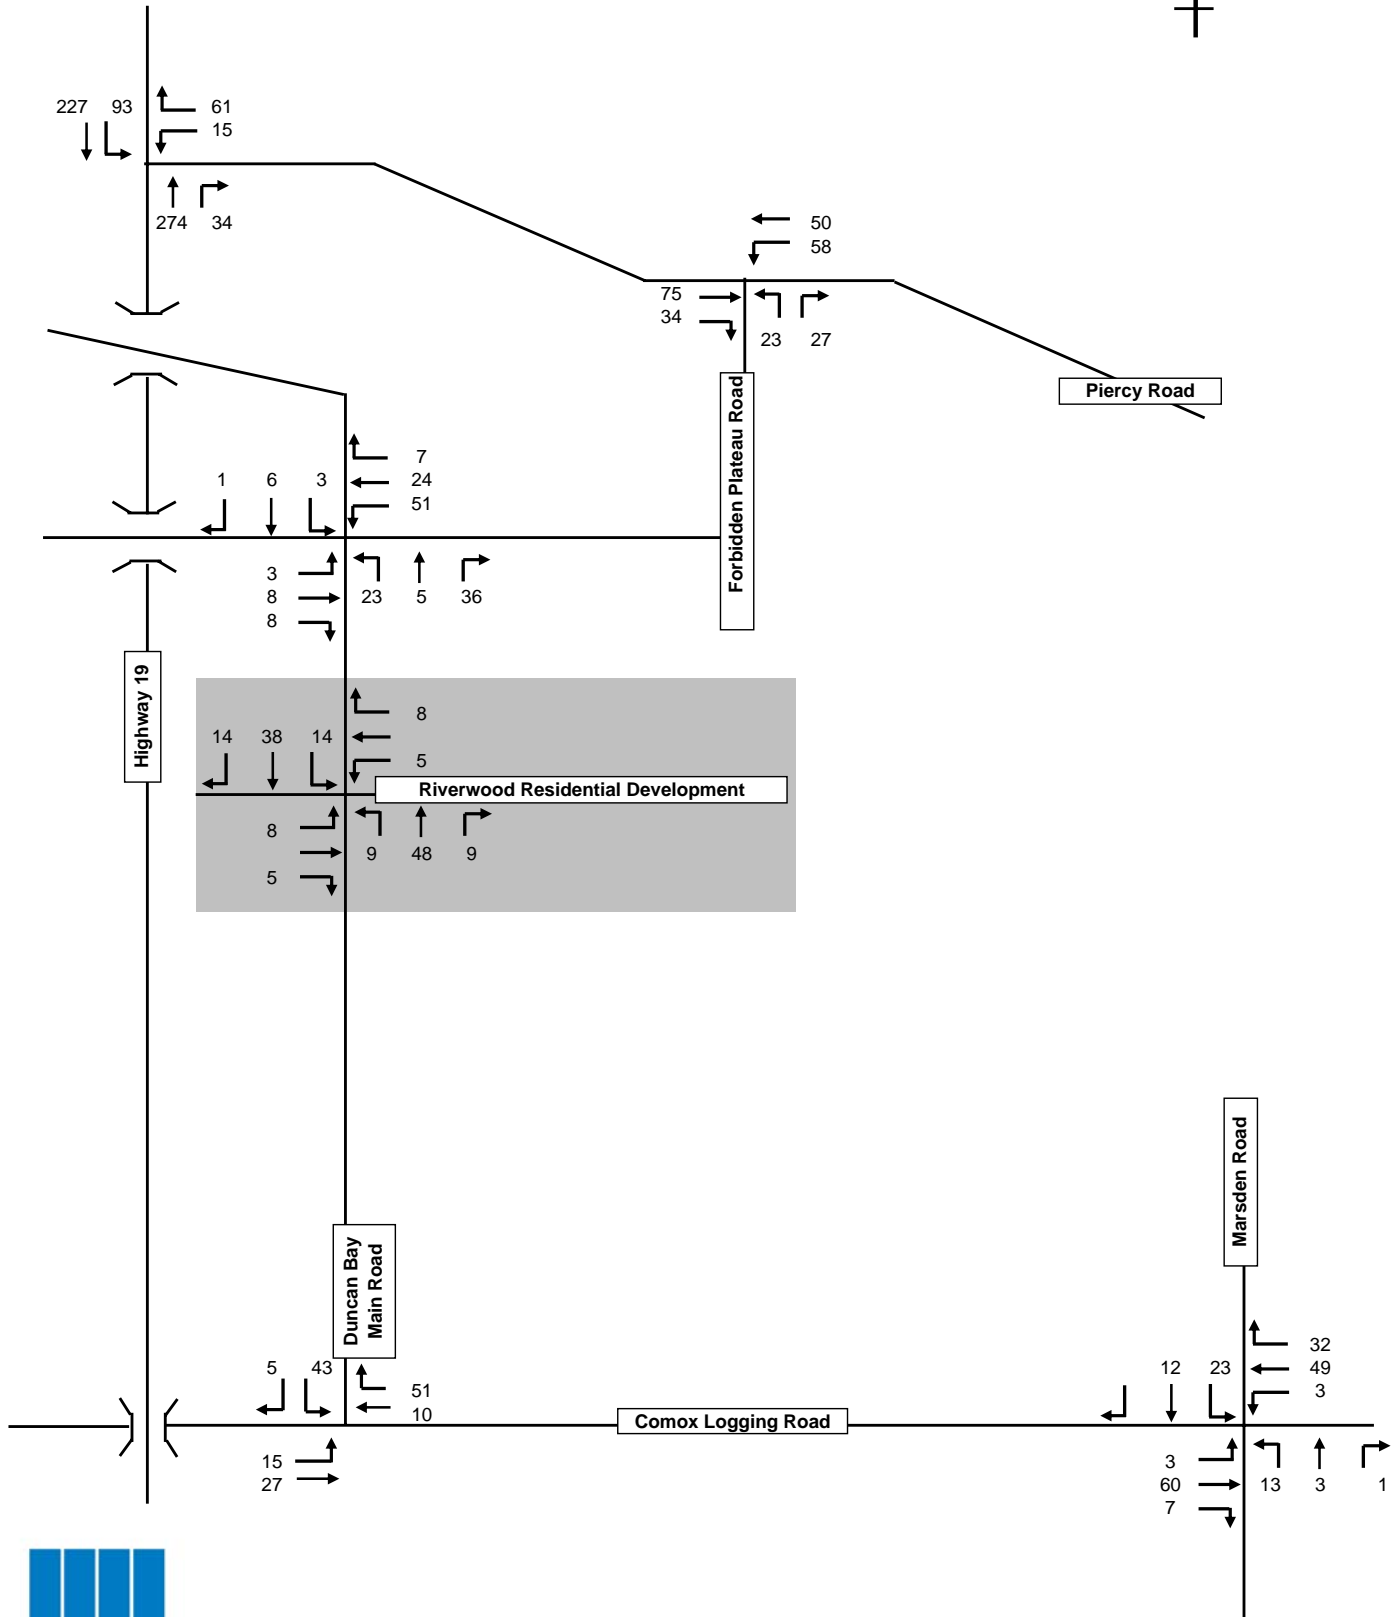 227 93 61
15
274 34
50
58
75
34
23 27
Piercy Road
Forbidden Plateau Road
7
1 6 3 24
51
3
8 23 5 36
8
Highway 19
8
14 38 14
5
Riverwood Residential Development
8
9 48 9
5
Marsden Road
Duncan Bay
Main Road
32
5 43 12 23 49
51 3
10
Comox Logging Road
15 3
27 60 13 3 1
7